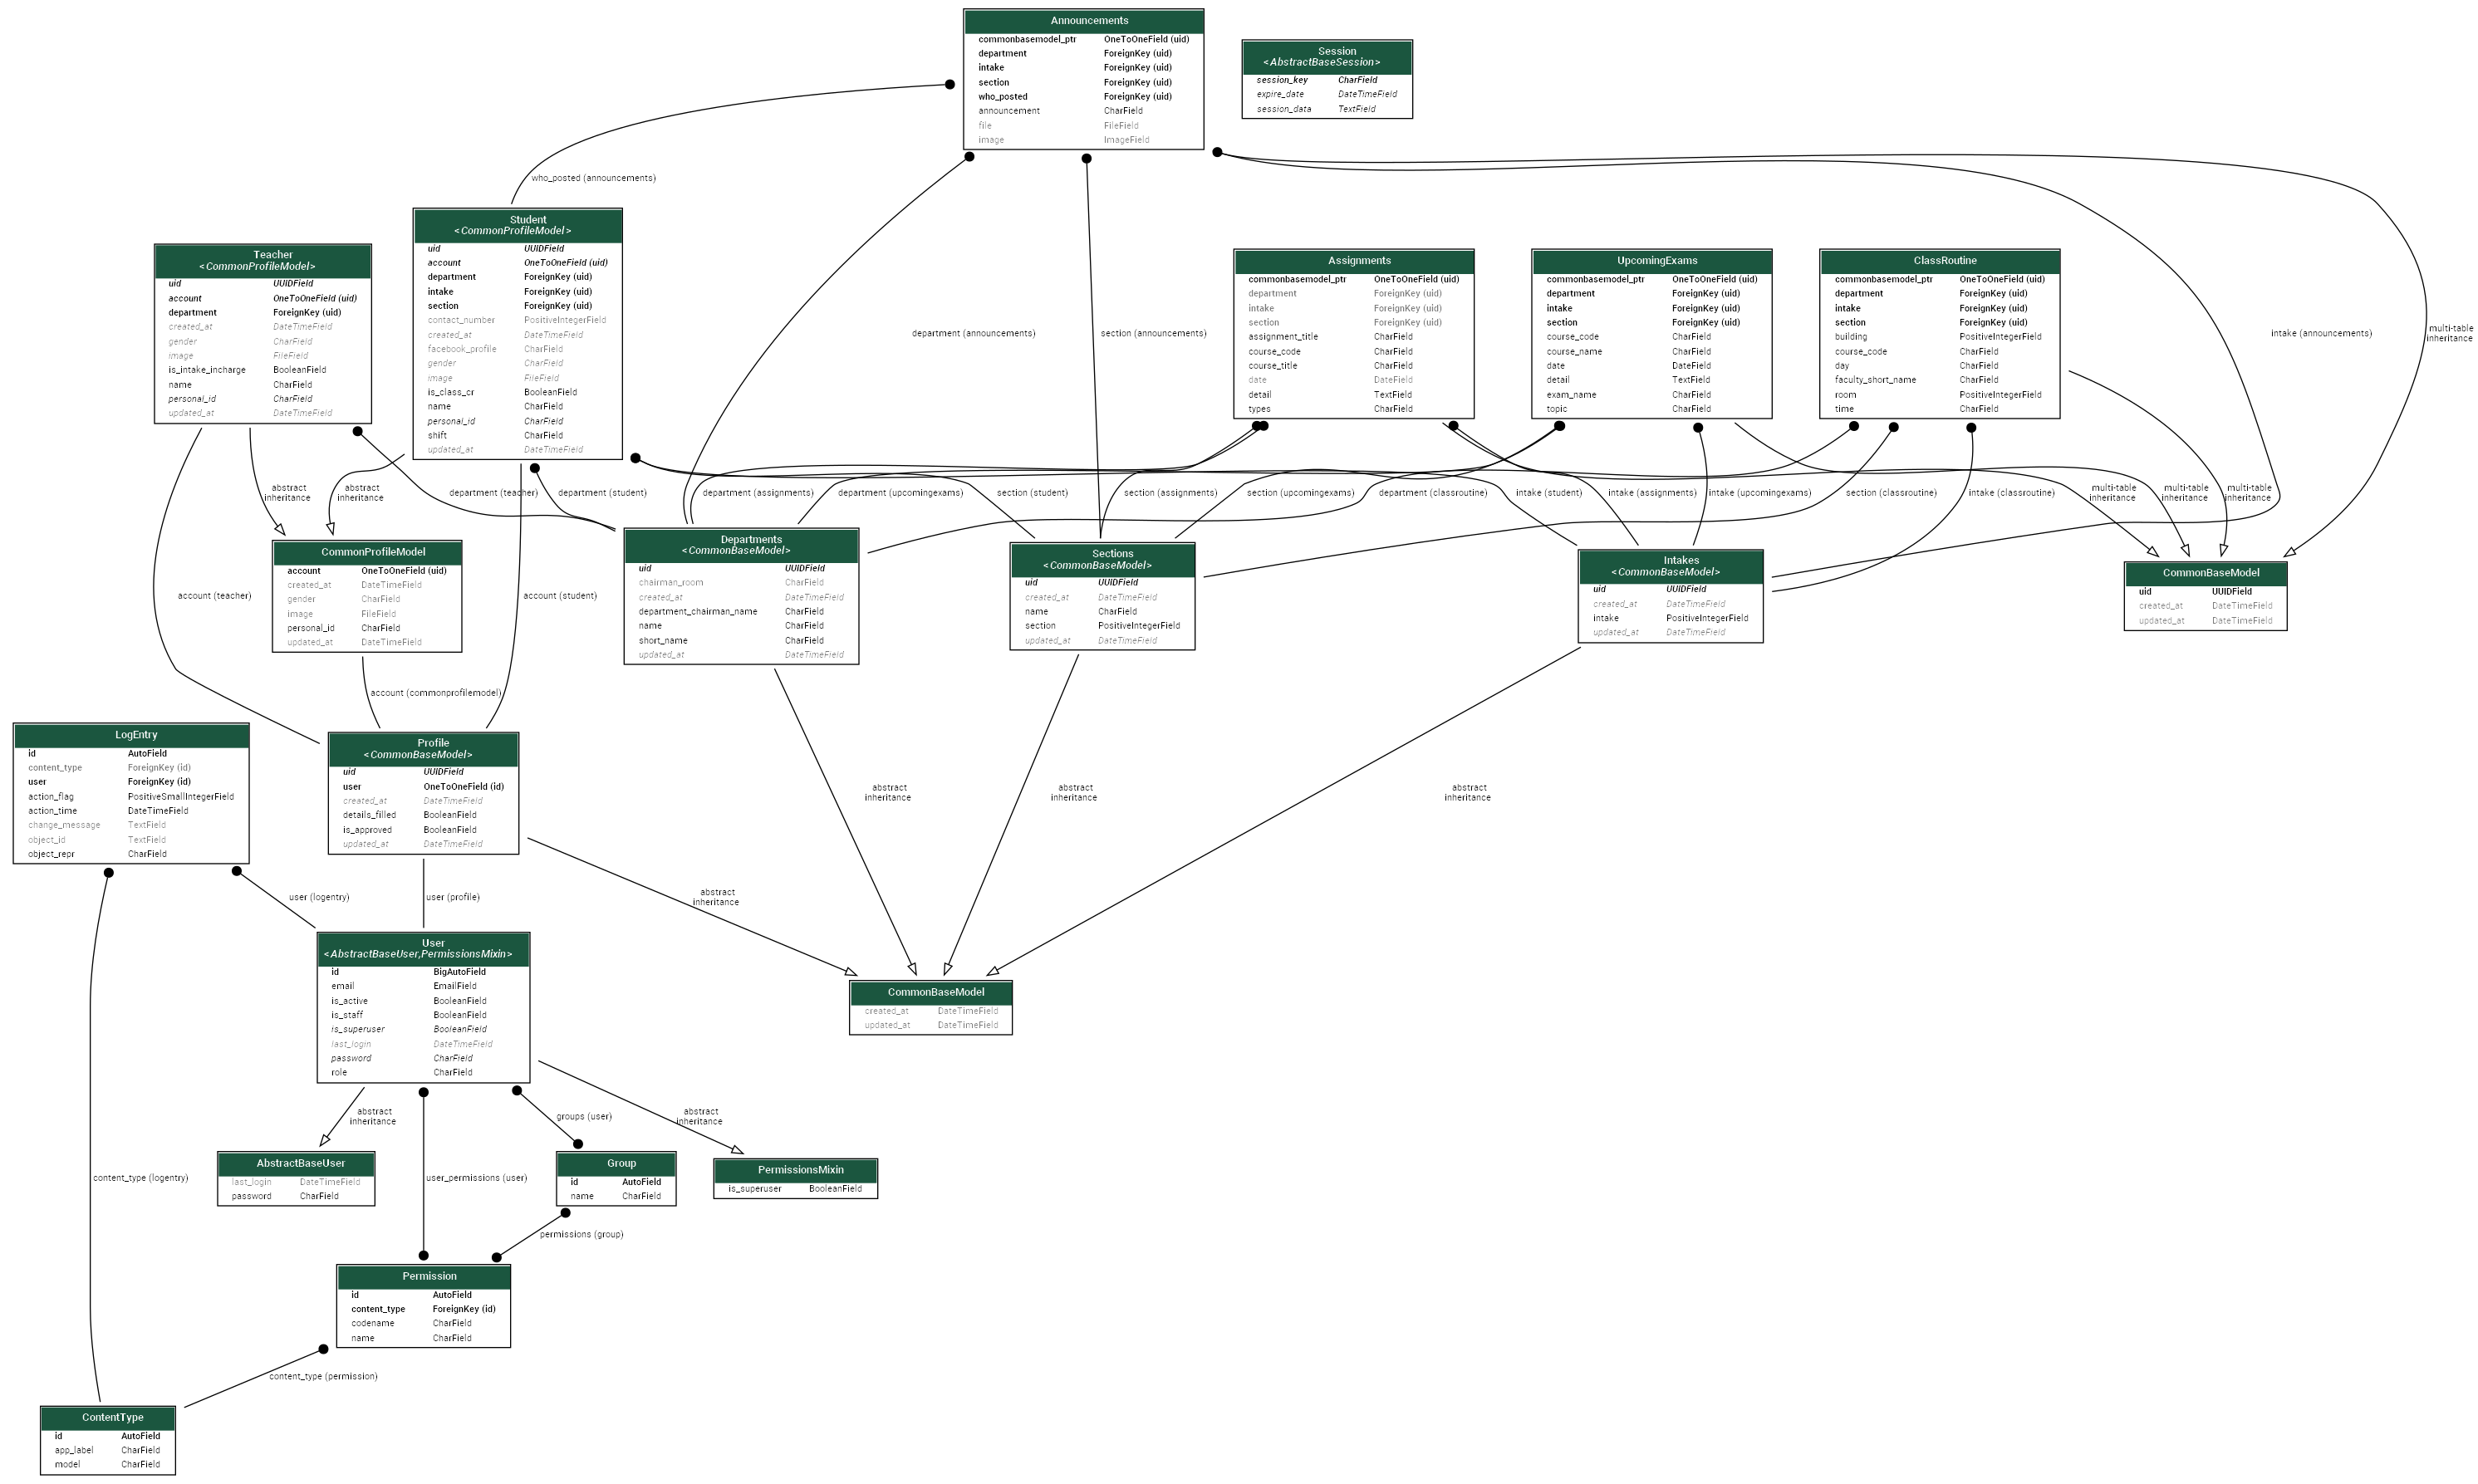 Announcements
commonbasemodel_ptr OneToOneField (uid)
department ForeignKey (uid)
intake ForeignKey (uid)
section ForeignKey (uid)
who_posted ForeignKey (uid)
announcement CharField
file FileField
image ImageField
Session
<AbstractBaseSession>
session_key CharField
expire_date DateTimeField
session_data TextField
who_posted (announcements)
Student
<CommonProfileModel>
uid UUIDField
account OneToOneField (uid)
department ForeignKey (uid)
intake ForeignKey (uid)
section ForeignKey (uid)
contact_number PositiveIntegerField
created_at DateTimeField
facebook_profile CharField
gender CharField
image FileField
is_class_cr BooleanField
name CharField
personal_id CharField
shift CharField
updated_at DateTimeField
Teacher
<CommonProfileModel>
uid UUIDField
account OneToOneField (uid)
department ForeignKey (uid)
created_at DateTimeField
gender CharField
image FileField
is_intake_incharge BooleanField
name CharField
personal_id CharField
updated_at DateTimeField
Assignments
commonbasemodel_ptr OneToOneField (uid)
department ForeignKey (uid)
intake ForeignKey (uid)
section ForeignKey (uid)
assignment_title CharField
course_code CharField
course_title CharField
date DateField
detail TextField
types CharField
UpcomingExams
commonbasemodel_ptr OneToOneField (uid)
department ForeignKey (uid)
intake ForeignKey (uid)
section ForeignKey (uid)
course_code CharField
course_name CharField
date DateField
detail TextField
exam_name CharField
topic CharField
ClassRoutine
commonbasemodel_ptr OneToOneField (uid)
department ForeignKey (uid)
intake ForeignKey (uid)
section ForeignKey (uid)
building PositiveIntegerField
course_code CharField
day CharField
faculty_short_name CharField
room PositiveIntegerField
time CharField
department (announcements)
section (announcements)
intake (announcements)
multi-table
inheritance
abstract
inheritance
abstract
inheritance
department (teacher)
department (student)
department (assignments)
department (upcomingexams)
section (student)
section (assignments)
section (upcomingexams)
department (classroutine)
intake (student)
intake (assignments)
intake (upcomingexams)
section (classroutine)
intake (classroutine)
multi-table
inheritance
multi-table
inheritance
multi-table
inheritance
CommonProfileModel
account OneToOneField (uid)
created_at DateTimeField
gender CharField
image FileField
personal_id CharField
updated_at DateTimeField
Departments
<CommonBaseModel>
uid UUIDField
chairman_room CharField
created_at DateTimeField
department_chairman_name CharField
name CharField
short_name CharField
updated_at DateTimeField
Sections
<CommonBaseModel>
uid UUIDField
created_at DateTimeField
name CharField
section PositiveIntegerField
updated_at DateTimeField
Intakes
<CommonBaseModel>
uid UUIDField
created_at DateTimeField
intake PositiveIntegerField
updated_at DateTimeField
CommonBaseModel
uid UUIDField
created_at DateTimeField
updated_at DateTimeField
account (teacher)
account (student)
account (commonprofilemodel)
LogEntry
id AutoField
content_type ForeignKey (id)
user ForeignKey (id)
action_flag PositiveSmallIntegerField
action_time DateTimeField
change_message TextField
object_id TextField
object_repr CharField
Profile
<CommonBaseModel>
uid UUIDField
user OneToOneField (id)
created_at DateTimeField
details_filled BooleanField
is_approved BooleanField
updated_at DateTimeField
abstract
inheritance
abstract
inheritance
abstract
inheritance
user (logentry)
user (profile)
abstract
inheritance
User
<AbstractBaseUser,PermissionsMixin>
id BigAutoField
email EmailField
is_active BooleanField
is_staff BooleanField
is_superuser BooleanField
last_login DateTimeField
password CharField
role CharField
CommonBaseModel
created_at DateTimeField
updated_at DateTimeField
abstract
inheritance
groups (user)
abstract
inheritance
content_type (logentry)
AbstractBaseUser
last_login DateTimeField
password CharField
user_permissions (user)
Group
id AutoField
name CharField
PermissionsMixin
is_superuser BooleanField
permissions (group)
Permission
id AutoField
content_type ForeignKey (id)
codename CharField
name CharField
content_type (permission)
ContentType
id AutoField
app_label CharField
model CharField